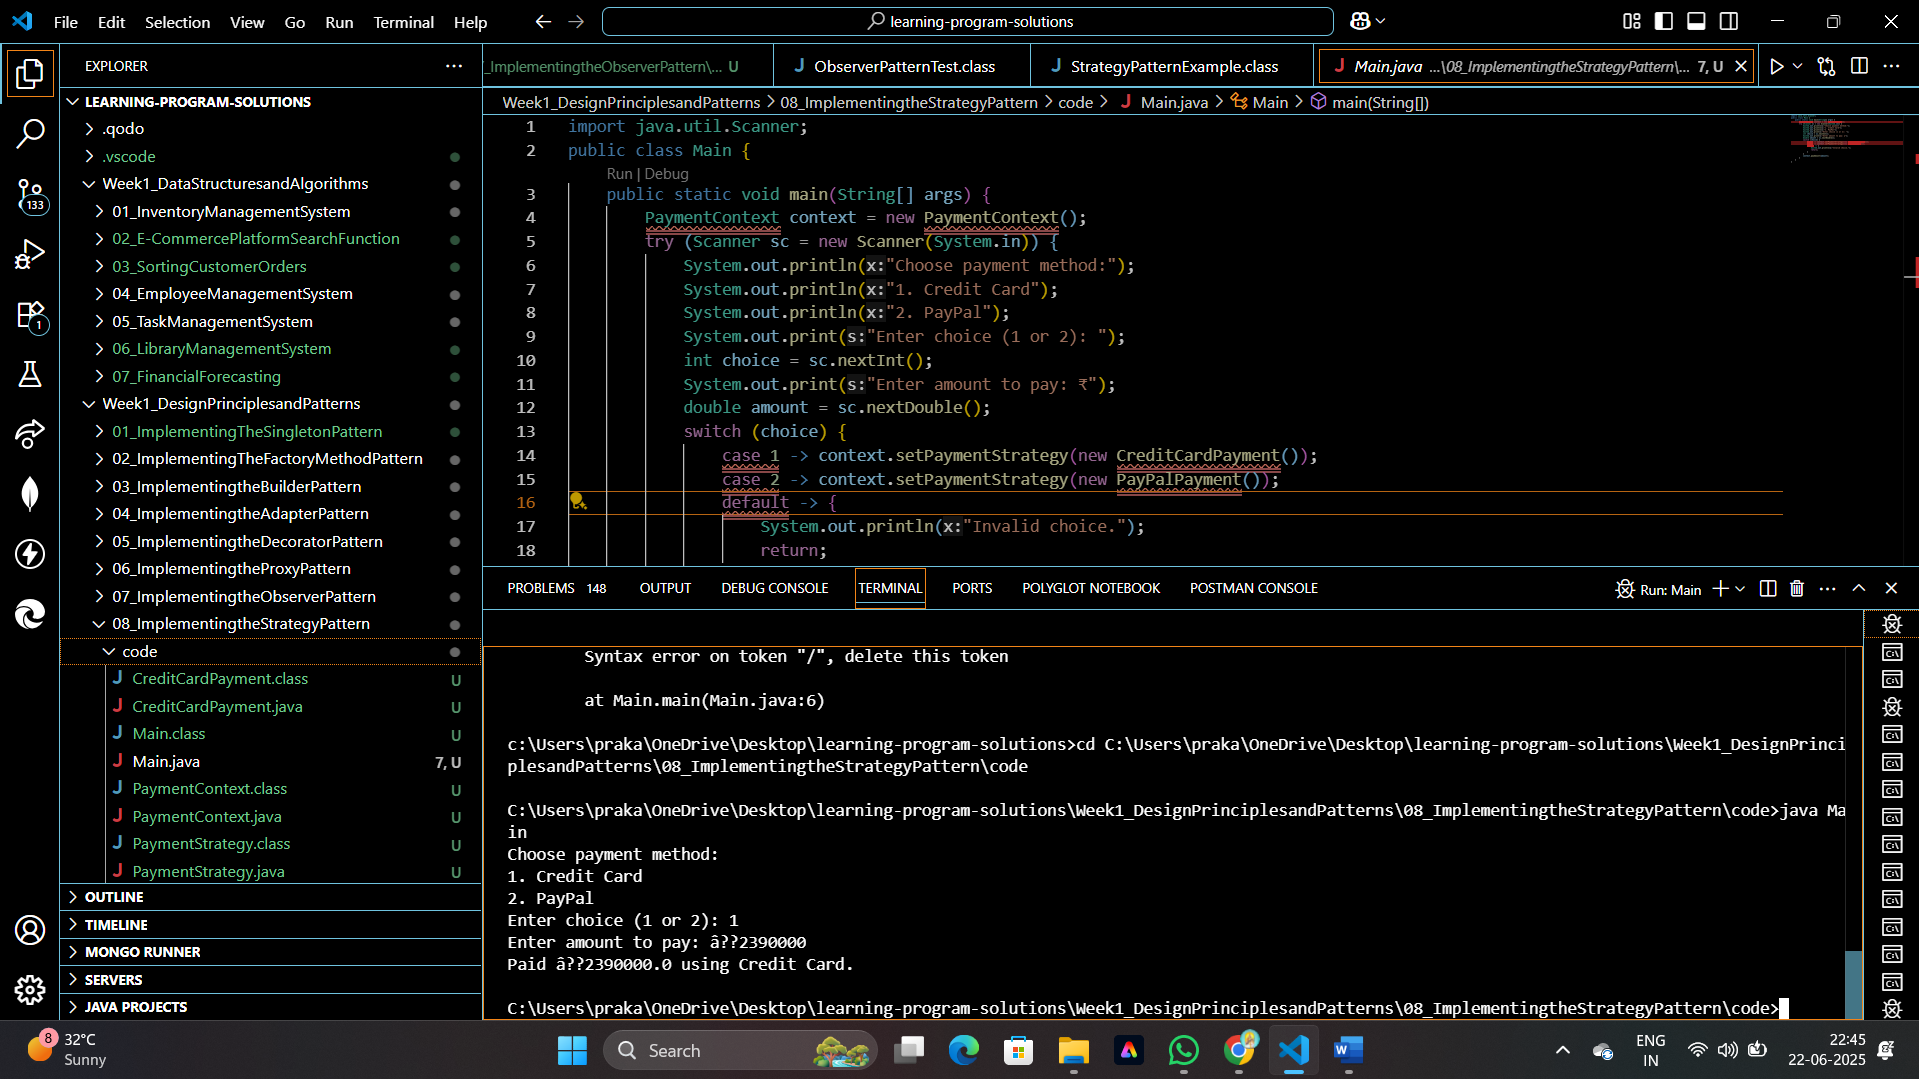 File Edit Selection View Go Run Terminal Help
learning-program-solutions
EXPLORER
LEARNING-PROGRAM-SOLUTIONS
.qodo
.vscode
Week1_DataStructuresandAlgorithms
01_InventoryManagementSystem
02_E-CommercePlatformSearchFunction
03_SortingCustomerOrders
04_EmployeeManagementSystem
05_TaskManagementSystem
06_LibraryManagementSystem
07_FinancialForecasting
Week1_DesignPrinciplesandPatterns
01_ImplementingTheSingletonPattern
02_ImplementingTheFactoryMethodPattern
03_ImplementingtheBuilderPattern
04_ImplementingtheAdapterPattern
05_ImplementingtheDecoratorPattern
06_ImplementingtheProxyPattern
07_ImplementingtheObserverPattern
08_ImplementingtheStrategyPattern
code
CreditCardPayment.class U
CreditCardPayment.java U
Main.class U
Main.java 7, U
PaymentContext.class U
PaymentContext.java U
PaymentStrategy.class U
PaymentStrategy.java U
OUTLINE
TIMELINE
MONGO RUNNER
SERVERS
JAVA PROJECTS
133
1
_ImplementingtheObserverPattern\... U
ObserverPatternTest.class
StrategyPatternExample.class
Main.java ...\08_ImplementingtheStrategyPattern\... 7, U
Week1_DesignPrinciplesandPatterns > 08_ImplementingtheStrategyPattern > code > Main.java > Main > main(String[])
1 import java.util.Scanner;
2 public class Main {
Run | Debug
3 public static void main(String[] args) {
4 PaymentContext context = new PaymentContext();
5 try (Scanner sc = new Scanner(System.in)) {
6 System.out.println(x:"Choose payment method:");
7 System.out.println(x:"1. Credit Card");
8 System.out.println(x:"2. PayPal");
9 System.out.print(s:"Enter choice (1 or 2): ");
10 int choice = sc.nextInt();
11 System.out.print(s:"Enter amount to pay: ₹");
12 double amount = sc.nextDouble();
13 switch (choice) {
14 case 1 -> context.setPaymentStrategy(new CreditCardPayment());
15 case 2 -> context.setPaymentStrategy(new PayPalPayment());
16 default -> {
17 System.out.println(x:"Invalid choice.");
18 return;
PROBLEMS 148 OUTPUT DEBUG CONSOLE TERMINAL PORTS POLYGLOT NOTEBOOK POSTMAN CONSOLE
Run: Main
Syntax error on token "/", delete this token
at Main.main(Main.java:6)
c:\Users\praka\OneDrive\Desktop\learning-program-solutions>cd C:\Users\praka\OneDrive\Desktop\learning-program-solutions\Week1_DesignPrinci
plesandPatterns\08_ImplementingtheStrategyPattern\code
C:\Users\praka\OneDrive\Desktop\learning-program-solutions\Week1_DesignPrinciplesandPatterns\08_ImplementingtheStrategyPattern\code>java Ma
in
Choose payment method:
1. Credit Card
2. PayPal
Enter choice (1 or 2): 1
Enter amount to pay: â??2390000
Paid â??2390000.0 using Credit Card.
C:\Users\praka\OneDrive\Desktop\learning-program-solutions\Week1_DesignPrinciplesandPatterns\08_ImplementingtheStrategyPattern\code>
8
32°C
Sunny
Search
ENG
IN
22:45
22-06-2025